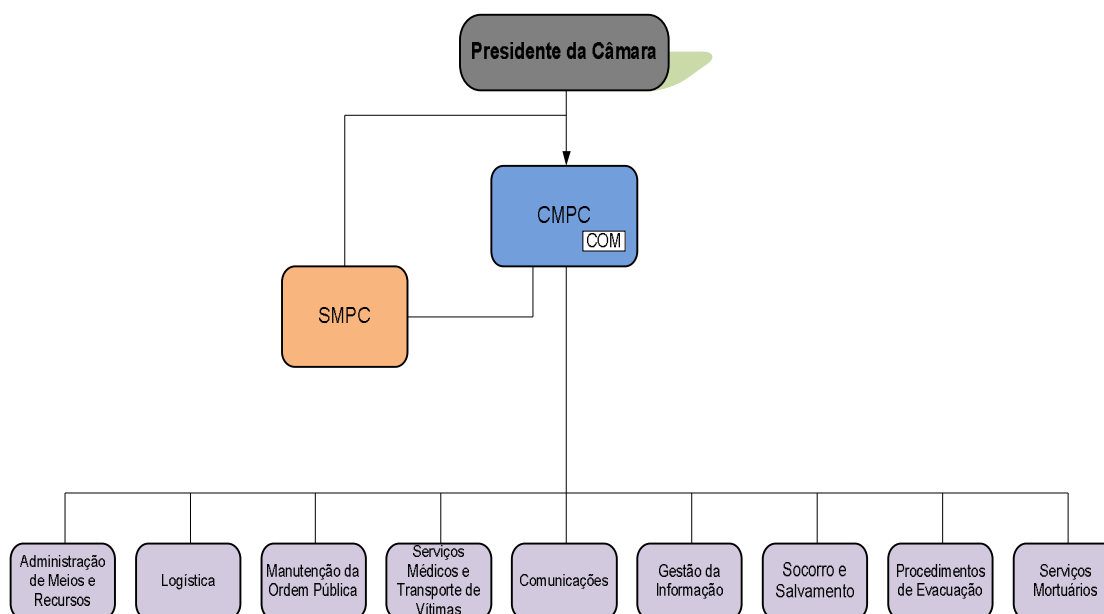 Presidente da Câmara
CMPC
COM
SMPC
Administração
de Meios e
Recursos
Logística
Manutenção da
Ordem Pública
Serviços
Médicos e
Transporte de
Vítimas
Comunicações
Gestão da
Informação
Socorro e
Salvamento
Procedimentos
de Evacuação
Serviços
Mortuários